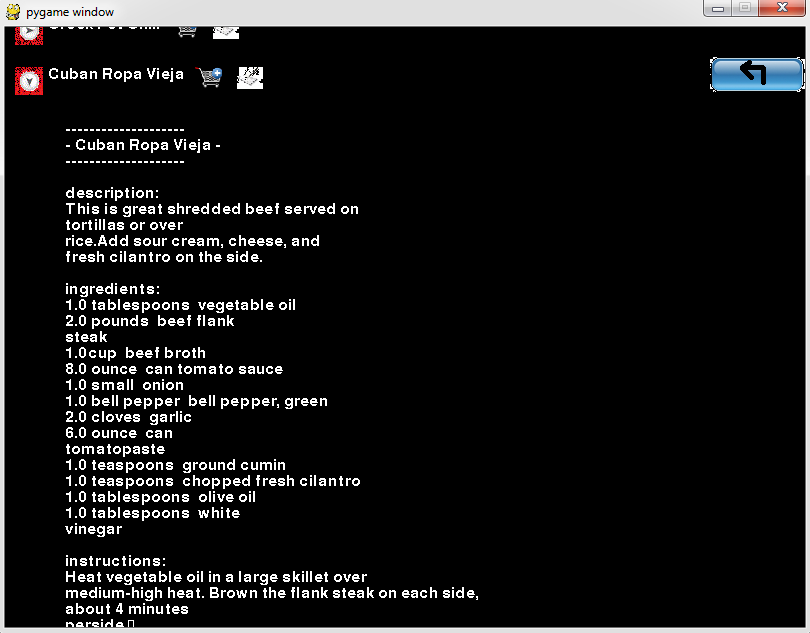 pygame window
Cuban Ropa Vieja
--------------------
- Cuban Ropa Vieja -
--------------------
description:
This is great shredded beef served on
tortillas or over
rice.Add sour cream, cheese, and
fresh cilantro on the side.
ingredients:
1.0 tablespoons  vegetable oil
2.0 pounds  beef flank
steak
1.0cup  beef broth
8.0 ounce  can tomato sauce
1.0 small  onion
1.0 bell pepper  bell pepper, green
2.0 cloves  garlic
6.0 ounce  can
tomatopaste
1.0 teaspoons  ground cumin
1.0 teaspoons  chopped fresh cilantro
1.0 tablespoons  olive oil
1.0 tablespoons  white
vinegar
instructions:
Heat vegetable oil in a large skillet over
medium-high heat. Brown the flank steak on each side,
about 4 minutes
perside